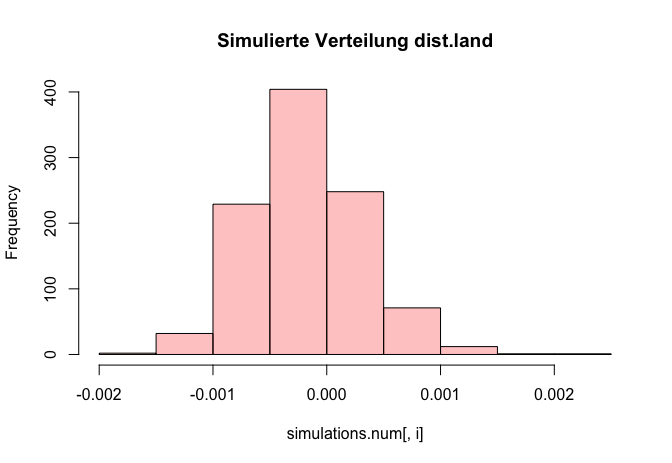 Simulierte Verteilung dist.land
Frequency
400
300
200
100
0
-0.002 -0.001 0.000 0.001 0.002
simulations.num[, i]